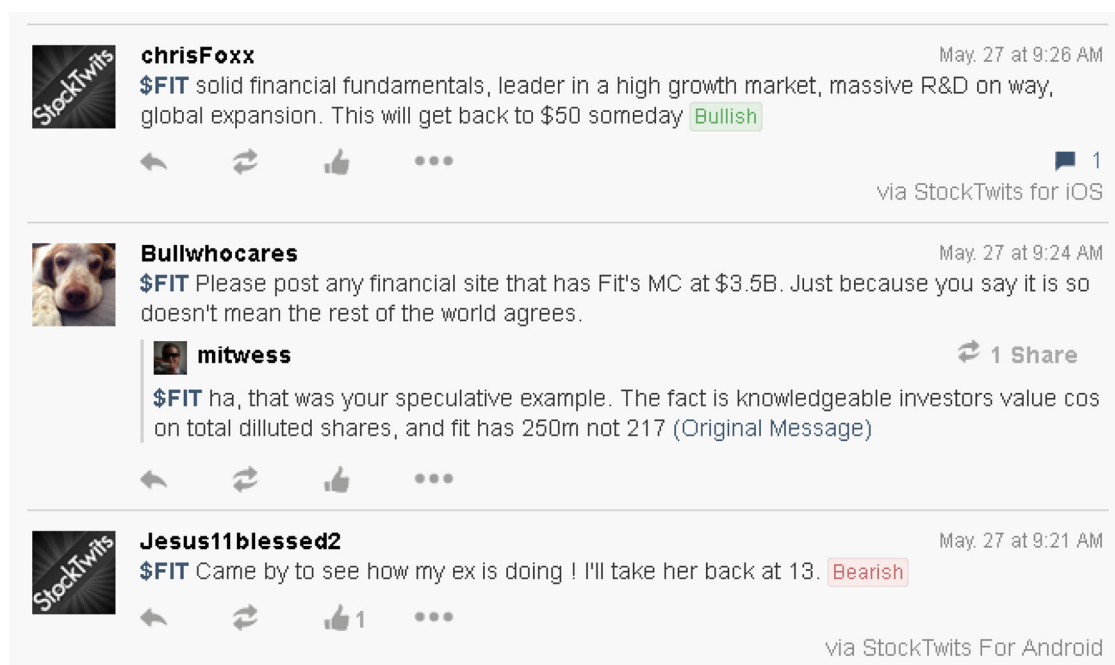 StockTwits
chrisFoxx
May. 27 at 9:26 AM
$FIT solid financial fundamentals, leader in a high growth market, massive R&D on way,
global expansion. This will get back to $50 someday Bullish
1
via StockTwits for iOS
Bullwhocares
May. 27 at 9:24 AM
$FIT Please post any financial site that has Fit's MC at $3.5B. Just because you say it is so
doesn't mean the rest of the world agrees.
mitwess
1 Share
$FIT ha, that was your speculative example. The fact is knowledgeable investors value cos
on total dilluted shares, and fit has 250m not 217 (Original Message)
StockTwits
Jesus11blessed2
May. 27 at 9:21 AM
$FIT Came by to see how my ex is doing ! I'll take her back at 13. Bearish
1
via StockTwits For Android